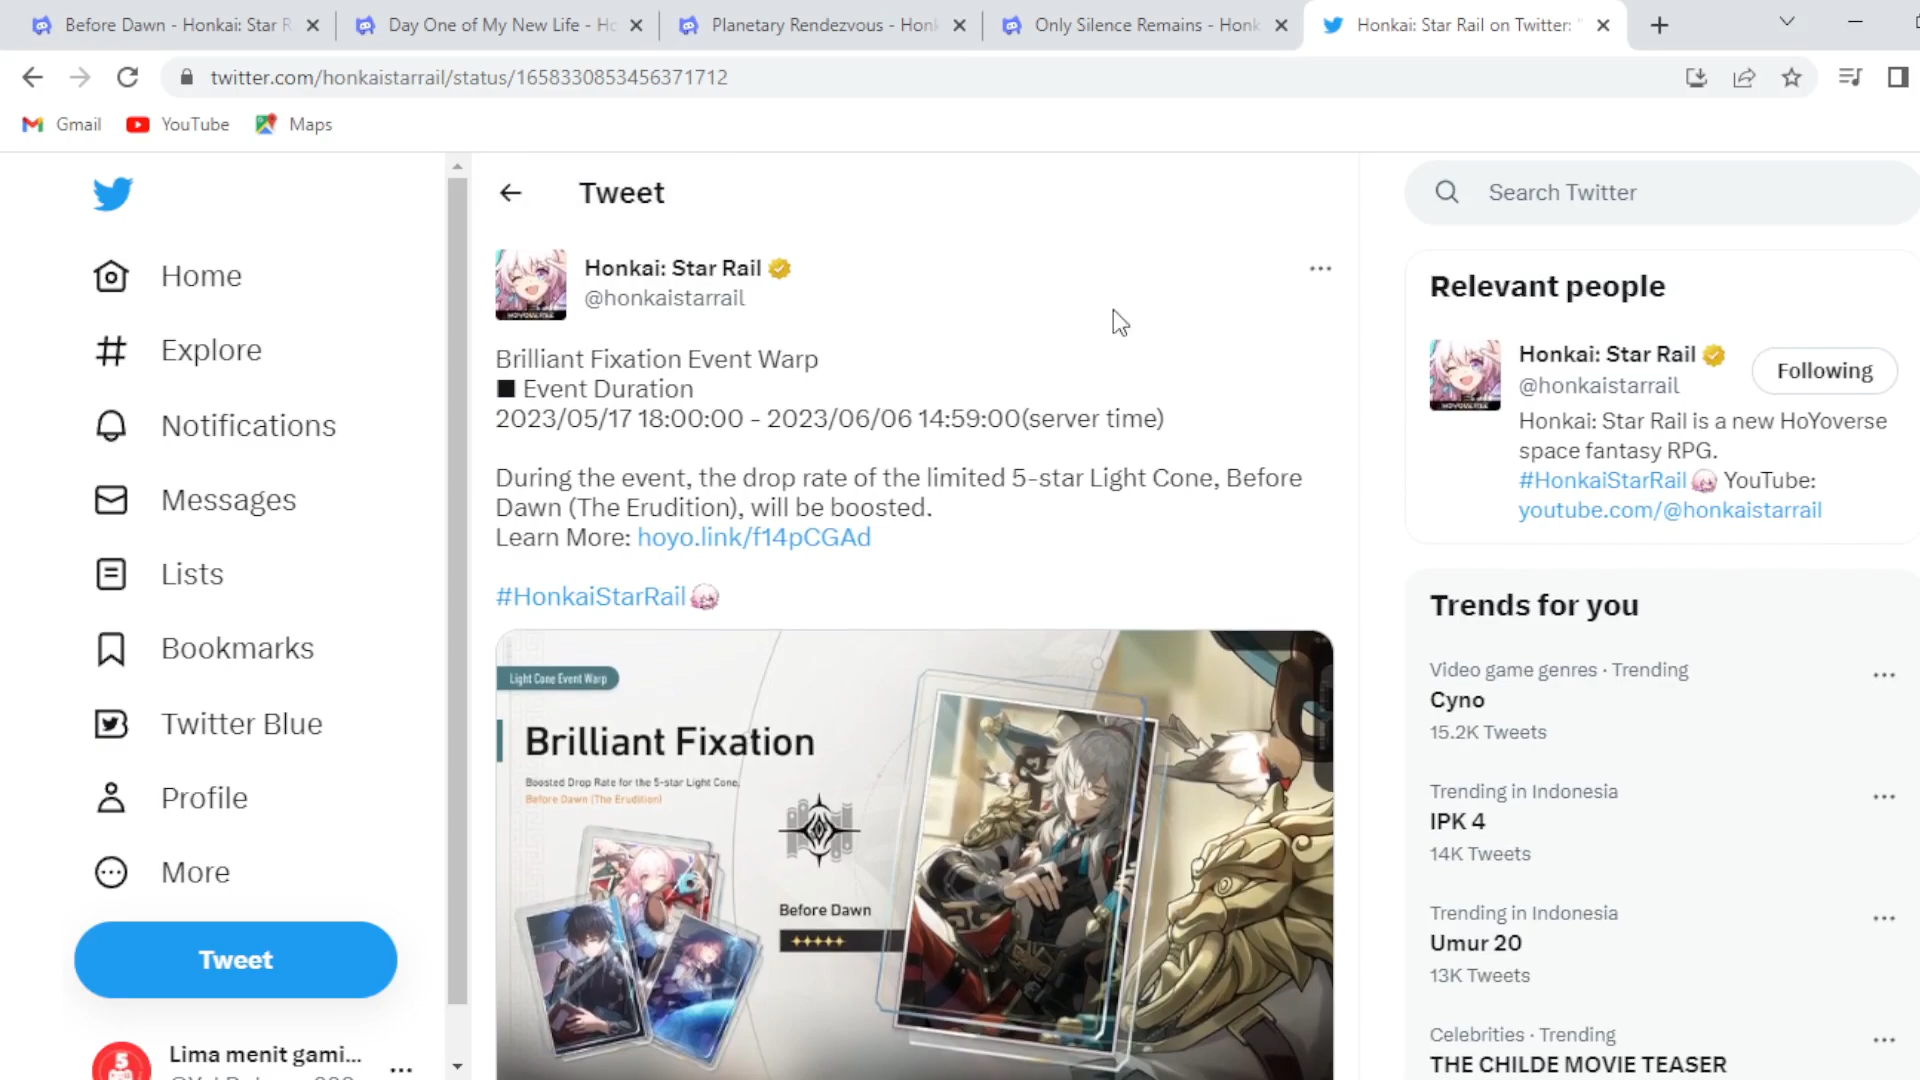 Before Dawn - Honkai: Star R
Day One of My New Life - Ho
Planetary Rendezvous - Honk
Only Silence Remains - Honk
Honkai: Star Rail on Twitter: "
twitter.com/honkaistarrail/status/1658330853456371712
Gmail
YouTube
Maps
Home
Explore
Notifications
Messages
Lists
Bookmarks
Twitter Blue
Profile
More
Tweet
Lima menit gami...
Tweet
Honkai: Star Rail
@honkaistarrail
Brilliant Fixation Event Warp
■ Event Duration
2023/05/17 18:00:00 - 2023/06/06 14:59:00(server time)
During the event, the drop rate of the limited 5-star Light Cone, Before
Dawn (The Erudition), will be boosted.
Learn More: hoyo.link/f14pCGAd
#HonkaiStarRail
Light Cone Event Warp
Brilliant Fixation
Boosted Drop Rate for the 5-star Light Cone,
Before Dawn (The Erudition)
Before Dawn
Search Twitter
Relevant people
Honkai: Star Rail
@honkaistarrail
Following
Honkai: Star Rail is a new HoYoverse
space fantasy RPG.
#HonkaiStarRail YouTube:
youtube.com/@honkaistarrail
Trends for you
Video game genres · Trending
Cyno
15.2K Tweets
Trending in Indonesia
IPK 4
14K Tweets
Trending in Indonesia
Umur 20
13K Tweets
Celebrities · Trending
THE CHILDE MOVIE TEASER